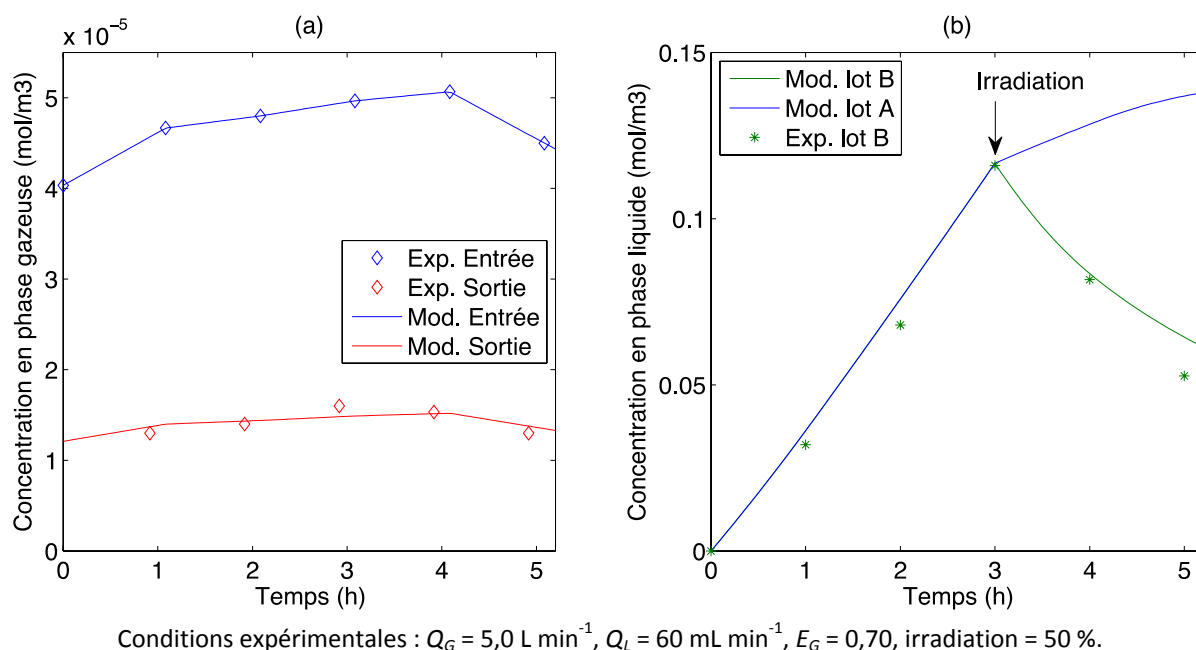 (a)
x 10⁻⁵
Concentration en phase gazeuse (mol/m3)
5
4
3
2
1
0
Exp. Entrée
Exp. Sortie
Mod. Entrée
Mod. Sortie
0 1 2 3 4 5
Temps (h)
(b)
Concentration en phase liquide (mol/m3)
0.15
0.1
0.05
0
Mod. lot B
Mod. lot A
Exp. lot B
Irradiation
0 1 2 3 4 5
Temps (h)
Conditions expérimentales : Q_G = 5,0 L min⁻¹, Q_L = 60 mL min⁻¹, E_G = 0,70, irradiation = 50 %.